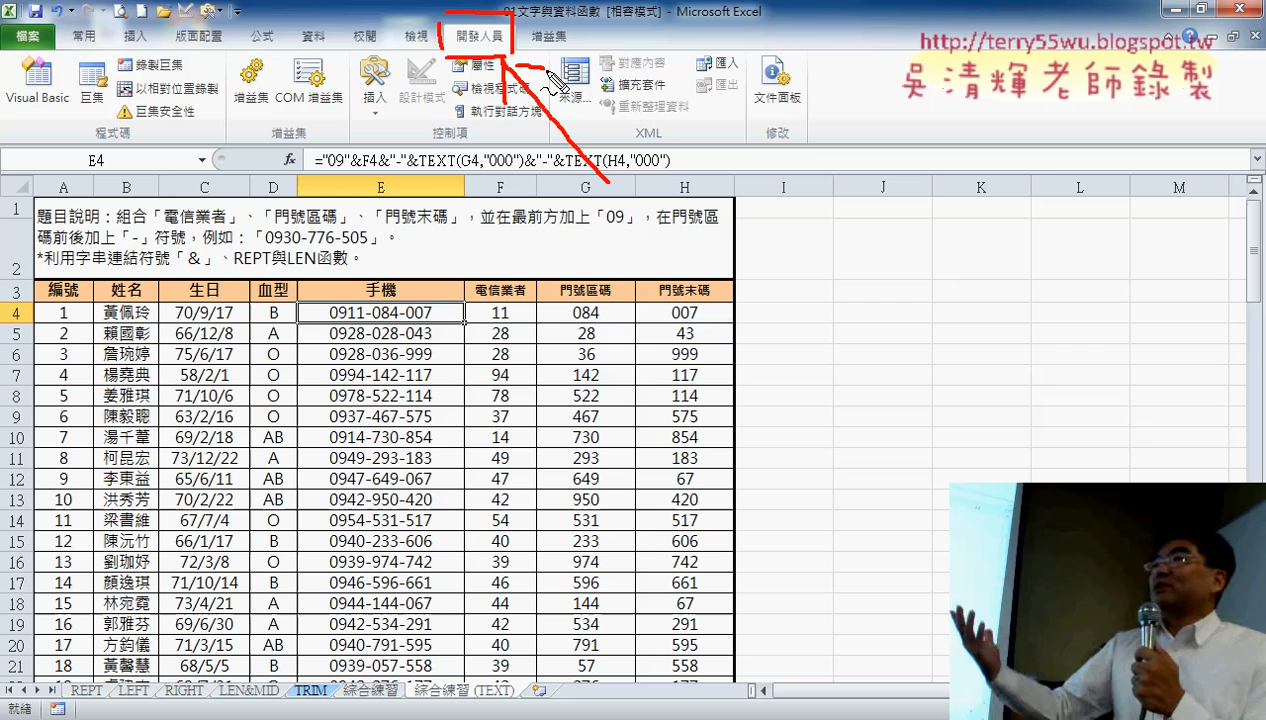 01文字與資料函數 [相容模式] - Microsoft Excel
檔案 常用 插入 版面配置 公式 資料 校閱 檢視 開發人員 增益集
http://terry55wu.blogspot.tw
吳清輝老師錄製
Visual Basic 巨集 錄製巨集 以相對位置錄製 巨集安全性
增益集 COM 增益集
插入 設計模式 屬性 檢視程式碼 執行對話方塊
來源... 對應內容 擴充套件 重新整理資料 匯入 匯出
文件面板
程式碼 增益集 控制項 XML 修改
E4 fx ="09"&F4&"-"&TEXT(G4,"000")&"-"&TEXT(H4,"000")
A B C D E F G H I J K L M
1 題目說明：組合「電信業者」、「門號區碼」、「門號末碼」，並在最前方加上「09」，在門號區
碼前後加上「-」符號，例如：「0930-776-505」。
2 *利用字串連結符號「&」、REPT與LEN函數。
3 編號 姓名 生日 血型 手機 電信業者 門號區碼 門號末碼
4 1 黃佩玲 70/9/17 B 0911-084-007 11 084 007
5 2 賴國彰 66/12/8 A 0928-028-043 28 28 43
6 3 詹琬婷 75/6/17 O 0928-036-999 28 36 999
7 4 楊堯典 58/2/1 O 0994-142-117 94 142 117
8 5 姜雅琪 71/10/6 O 0978-522-114 78 522 114
9 6 陳毅聰 63/2/16 O 0937-467-575 37 467 575
10 7 湯千葦 69/2/18 AB 0914-730-854 14 730 854
11 8 柯昆宏 73/12/22 A 0949-293-183 49 293 183
12 9 李東益 65/6/11 AB 0947-649-067 47 649 67
13 10 洪秀芳 70/2/22 AB 0942-950-420 42 950 420
14 11 梁書維 67/7/4 O 0954-531-517 54 531 517
15 12 陳沅竹 66/1/17 B 0940-233-606 40 233 606
16 13 劉珈妤 72/3/8 O 0939-974-742 39 974 742
17 14 顏逸琪 71/10/14 B 0946-596-661 46 596 661
18 15 林宛霓 73/4/21 A 0944-144-067 44 144 67
19 16 郭雅芬 69/6/30 A 0942-534-291 42 534 291
20 17 方鈞儀 71/3/15 AB 0940-791-595 40 791 595
21 18 黃馨慧 68/5/5 B 0939-057-558 39 57 558
REPT LEFT RIGHT LEN&MID TRIM 綜合練習 綜合練習 (TEXT)
就緒